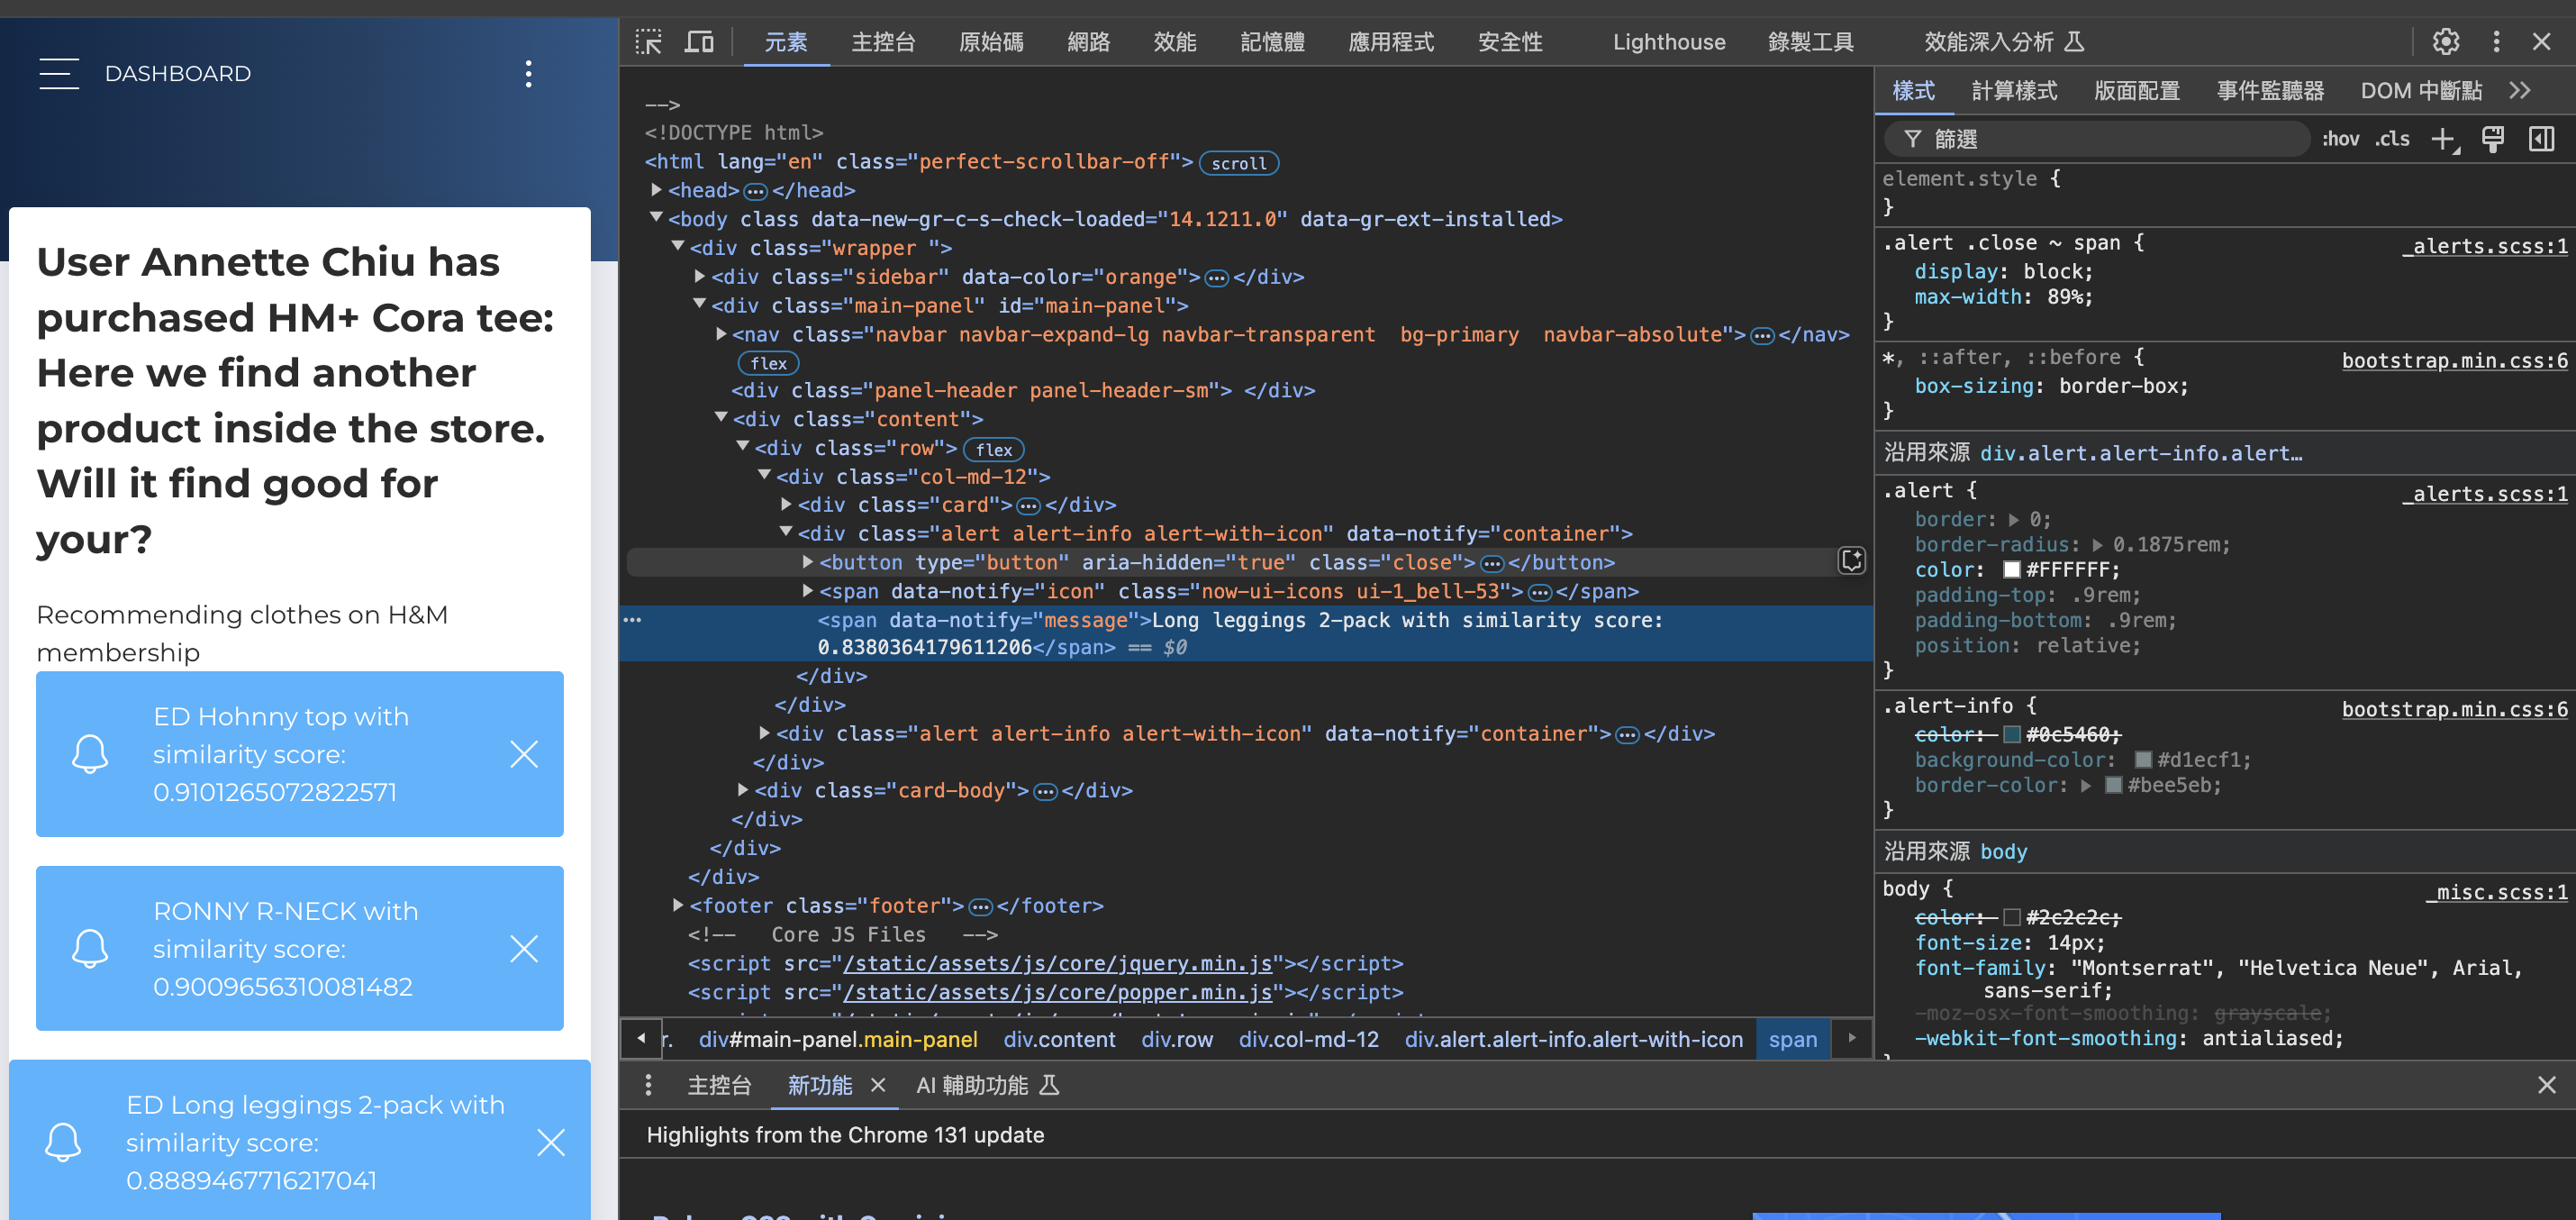 DASHBOARD
User Annette Chiu has
purchased HM+ Cora tee:
Here we find another
product inside the store.
Will it find good for
your?
Recommending clothes on H&M
membership
ED Hohnny top with
similarity score:
0.9101265072822571
RONNY R-NECK with
similarity score:
0.9009656310081482
ED Long leggings 2-pack with
similarity score:
0.8889467716217041
元素 主控台 原始碼 網路 效能 記憶體 應用程式 安全性 Lighthouse 錄製工具 效能深入分析
-->
<!DOCTYPE html>
<html lang="en" class="perfect-scrollbar-off"> scroll
<head> ⋯ </head>
<body class data-new-gr-c-s-check-loaded="14.1211.0" data-gr-ext-installed>
<div class="wrapper ">
<div class="sidebar" data-color="orange"> ⋯ </div>
<div class="main-panel" id="main-panel">
<nav class="navbar navbar-expand-lg navbar-transparent  bg-primary  navbar-absolute"> ⋯ </nav>
flex
<div class="panel-header panel-header-sm"> </div>
<div class="content">
<div class="row"> flex
<div class="col-md-12">
<div class="card"> ⋯ </div>
<div class="alert alert-info alert-with-icon" data-notify="container">
<button type="button" aria-hidden="true" class="close"> ⋯ </button>
<span data-notify="icon" class="now-ui-icons ui-1_bell-53"> ⋯ </span>
<span data-notify="message">Long leggings 2-pack with similarity score:
0.8380364179611206</span> == $0
</div>
</div>
<div class="alert alert-info alert-with-icon" data-notify="container"> ⋯ </div>
</div>
<div class="card-body"> ⋯ </div>
</div>
</div>
</div>
<footer class="footer"> ⋯ </footer>
<!--   Core JS Files   -->
<script src="/static/assets/js/core/jquery.min.js"></script>
<script src="/static/assets/js/core/popper.min.js"></script>
r. div#main-panel.main-panel div.content div.row div.col-md-12 div.alert.alert-info.alert-with-icon span
樣式 計算樣式 版面配置 事件監聽器 DOM 中斷點
篩選 :hov .cls
element.style {
}
.alert .close ~ span { _alerts.scss:1
display: block;
max-width: 89%;
}
*, ::after, ::before { bootstrap.min.css:6
box-sizing: border-box;
}
沿用來源 div.alert.alert-info.alert…
.alert { _alerts.scss:1
border: 0;
border-radius: 0.1875rem;
color: #FFFFFF;
padding-top: .9rem;
padding-bottom: .9rem;
position: relative;
}
.alert-info { bootstrap.min.css:6
color: #0c5460;
background-color: #d1ecf1;
border-color: #bee5eb;
}
沿用來源 body
body { _misc.scss:1
color: #2c2c2c;
font-size: 14px;
font-family: "Montserrat", "Helvetica Neue", Arial,
sans-serif;
-moz-osx-font-smoothing: grayscale;
-webkit-font-smoothing: antialiased;
主控台 新功能 AI 輔助功能
Highlights from the Chrome 131 update